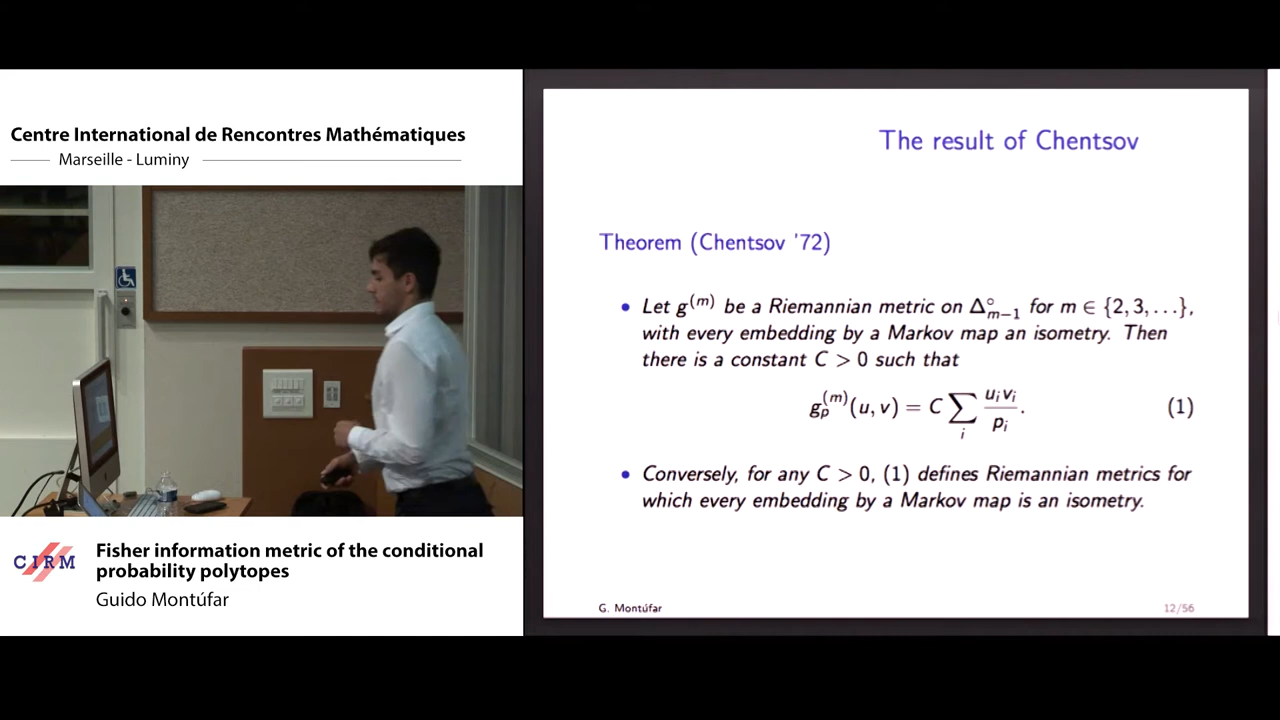 Centre International de Rencontres Mathématiques
Marseille - Luminy
CIRM
Fisher information metric of the conditional
probability polytopes
Guido Montúfar
The result of Chentsov
Theorem (Chentsov '72)
• Let g^{(m)} be a Riemannian metric on Δ°_{m−1} for m ∈ {2, 3, . . .},
with every embedding by a Markov map an isometry. Then
there is a constant C > 0 such that
g_p^{(m)}(u, v) = C ∑_i u_i v_i / p_i . (1)
• Conversely, for any C > 0, (1) defines Riemannian metrics for
which every embedding by a Markov map is an isometry.
G. Montúfar
12/56